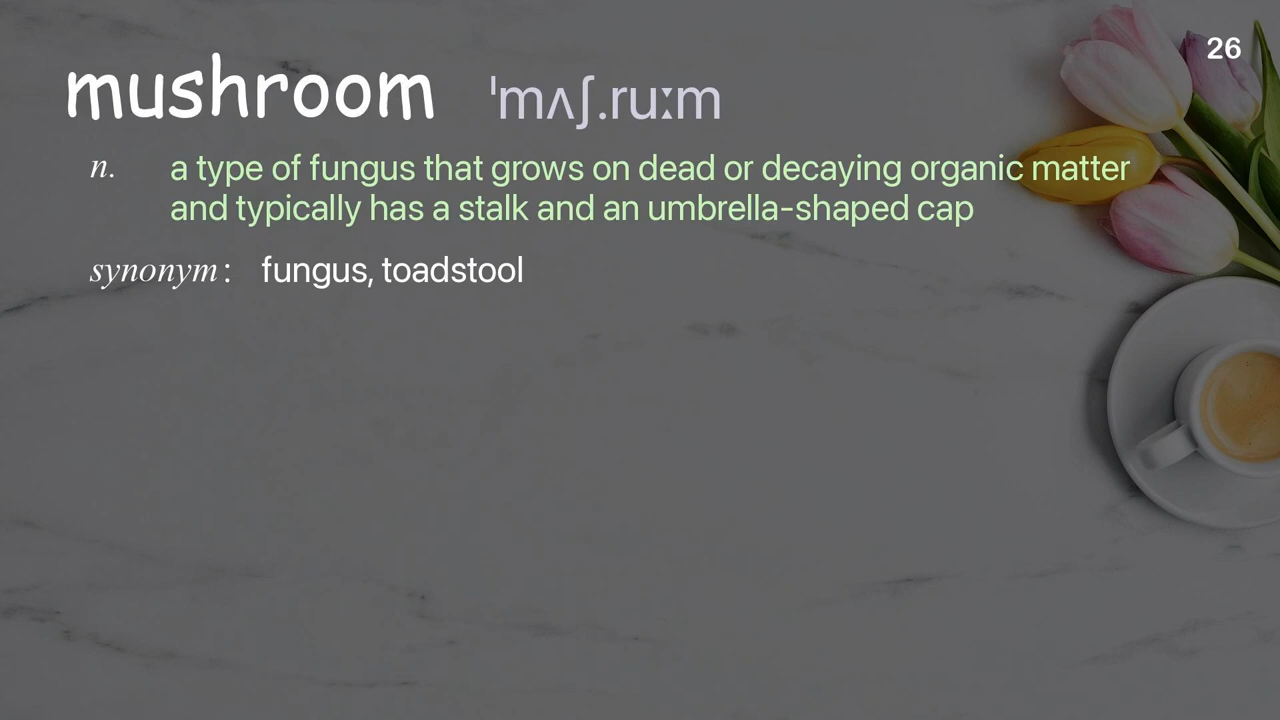 26
mushroom ˈmʌʃ.ruːm
n. a type of fungus that grows on dead or decaying organic matter
and typically has a stalk and an umbrella-shaped cap
synonym: fungus, toadstool